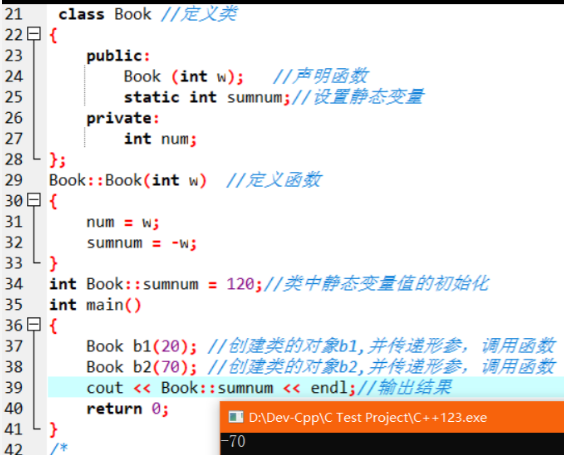 21 class Book //定义类
22 {
23 public:
24 Book (int w); //声明函数
25 static int sumnum;//设置静态变量
26 private:
27 int num;
28 };
29 Book::Book(int w) //定义函数
30 {
31 num = w;
32 sumnum = -w;
33 }
34 int Book::sumnum = 120;//类中静态变量值的初始化
35 int main()
36 {
37 Book b1(20); //创建类的对象b1,并传递形参，调用函数
38 Book b2(70); //创建类的对象b2,并传递形参，调用函数
39 cout << Book::sumnum << endl;//输出结果
40 return 0;
41 }
42 /*
D:\Dev-Cpp\C Test Project\C++123.exe
-70